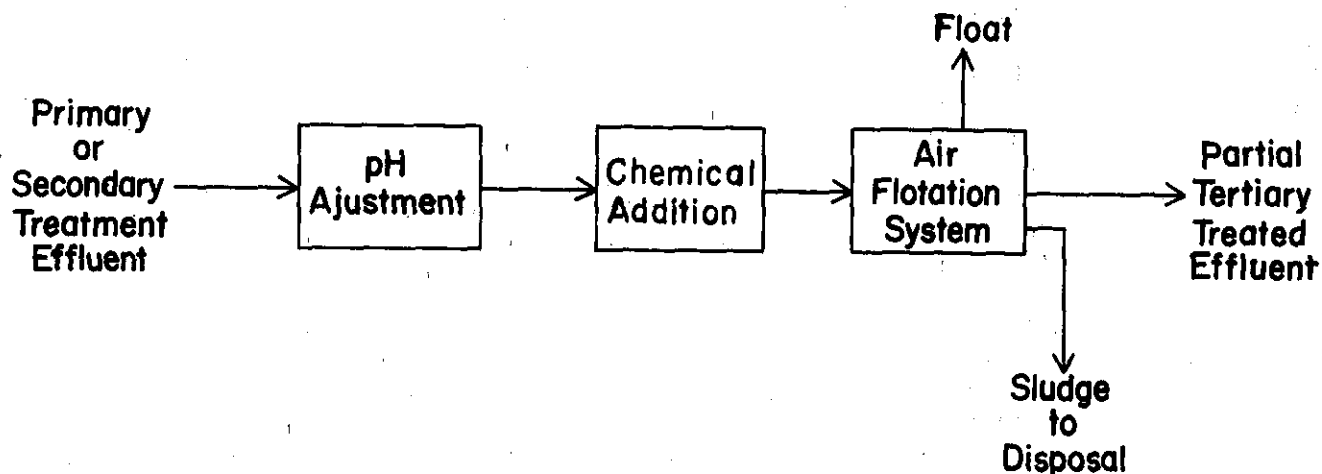 Float
Primary
or
Secondary
Treatment
Effluent
pH
Ajustment
Chemical
Addition
Air
Flotation
System
Partial
Tertiary
Treated
Effluent
Sludge
to
Disposal